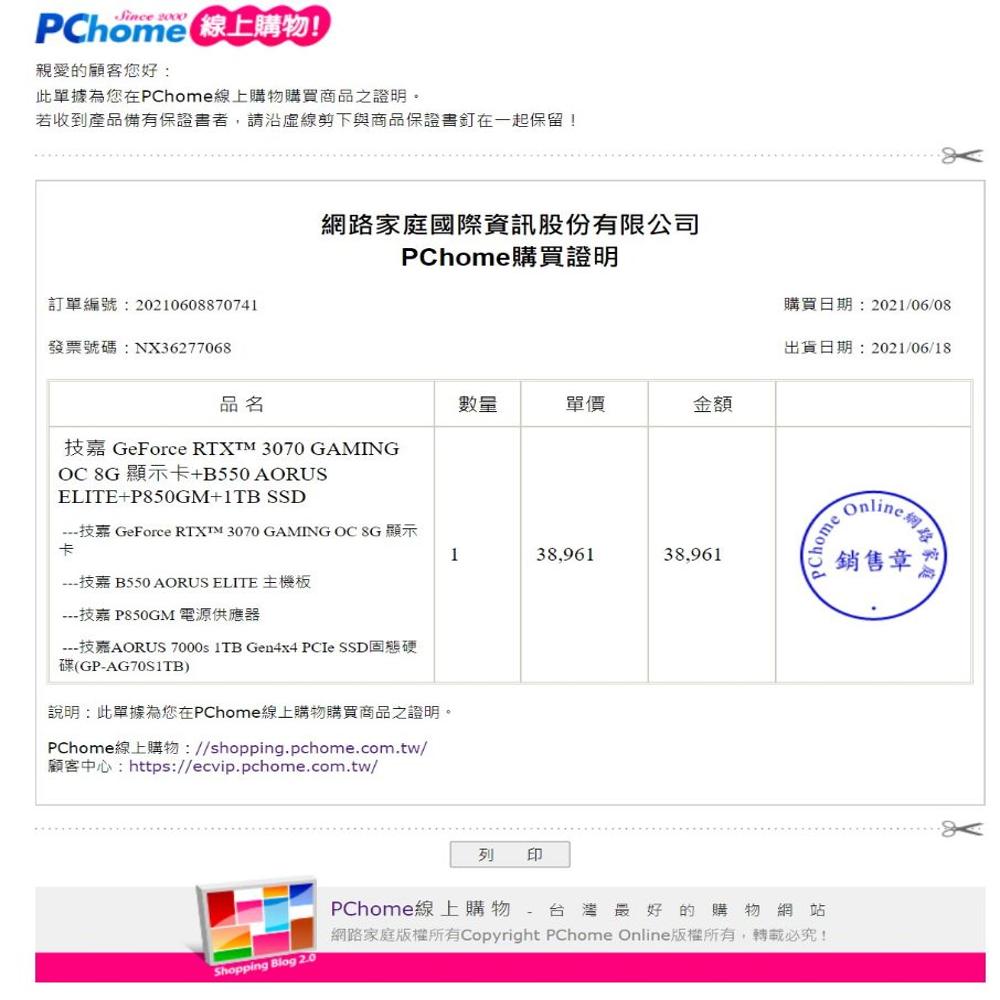 Since 2000
PChome 線上購物!
親愛的顧客您好：
此單據為您在PChome線上購物購買商品之證明。
若收到產品備有保證書者，請沿虛線剪下與商品保證書釘在一起保留！
網路家庭國際資訊股份有限公司
PChome購買證明
訂單編號：20210608870741
購買日期：2021/06/08
發票號碼：NX36277068
出貨日期：2021/06/18
品 名
數量
單價
金額
技嘉 GeForce RTX™ 3070 GAMING
OC 8G 顯示卡+B550 AORUS
ELITE+P850GM+1TB SSD
---技嘉 GeForce RTX™ 3070 GAMING OC 8G 顯示
卡
---技嘉 B550 AORUS ELITE 主機板
---技嘉 P850GM 電源供應器
---技嘉AORUS 7000s 1TB Gen4x4 PCIe SSD固態硬
碟(GP-AG70S1TB)
1
38,961
38,961
PChome Online網路家庭
銷售章
說明：此單據為您在PChome線上購物購買商品之證明。
PChome線上購物：//shopping.pchome.com.tw/
顧客中心：https://ecvip.pchome.com.tw/
列 印
PChome線上購物 - 台灣最好的購物網站
網路家庭版權所有Copyright PChome Online版權所有，轉載必究！
Shopping Blog 2.0